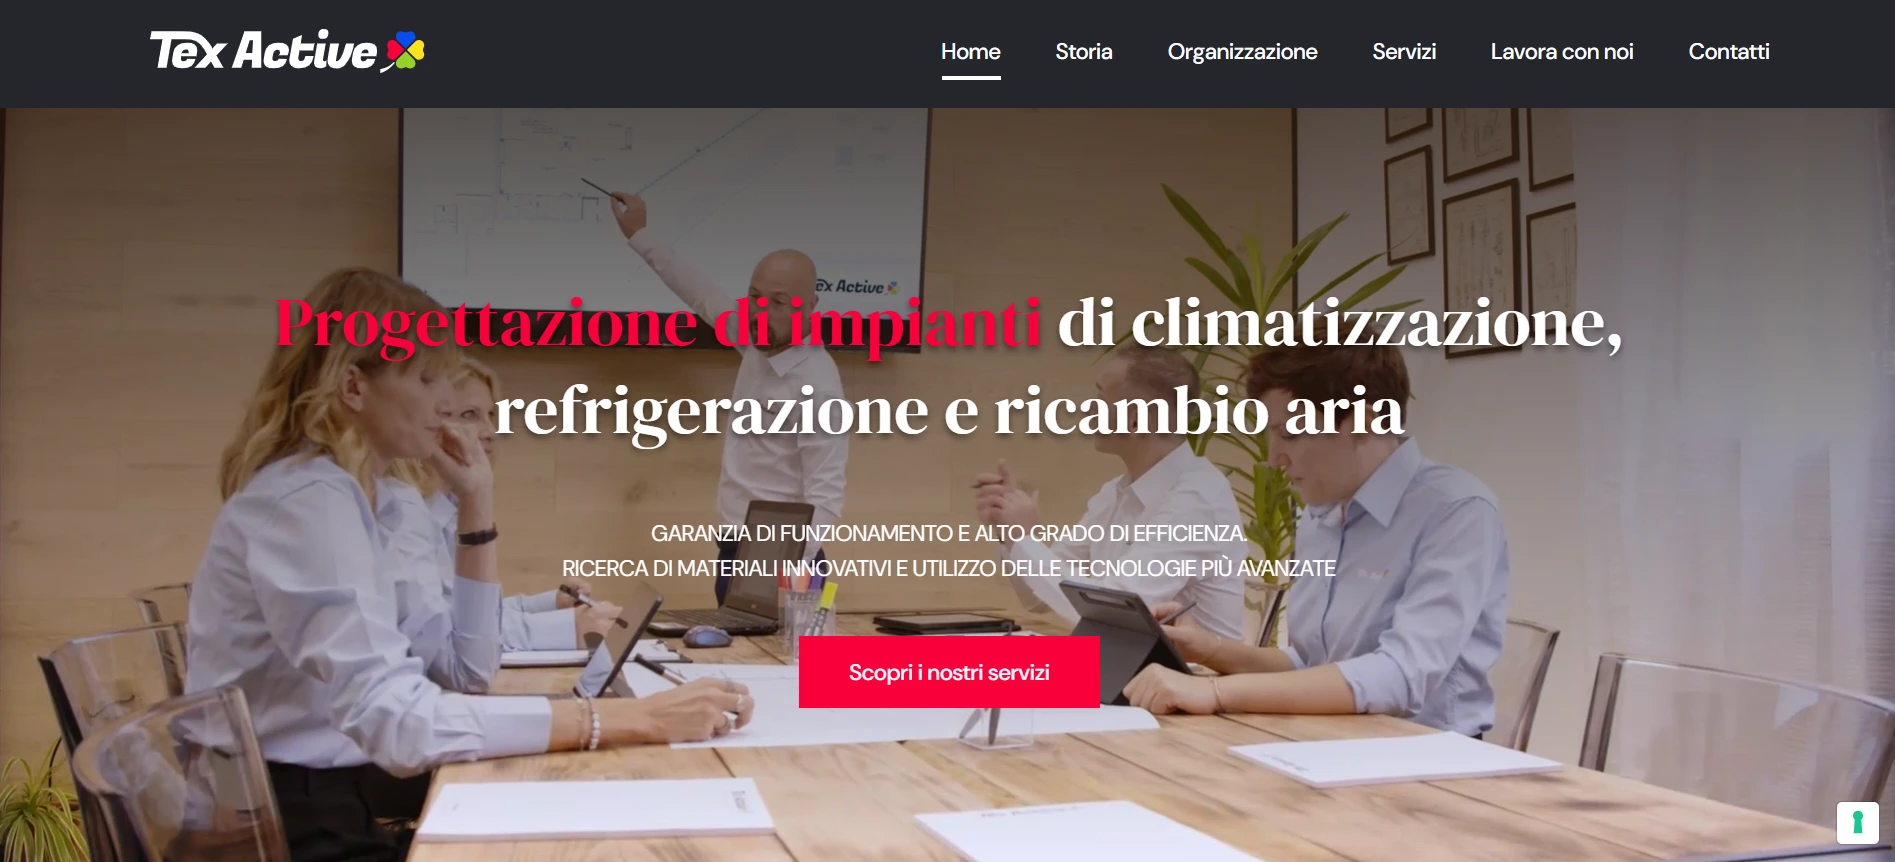 Tex Active
Home
Storia
Organizzazione
Servizi
Lavora con noi
Contatti
Tex Active
Progettazione di impianti di climatizzazione,
refrigerazione e ricambio aria
GARANZIA DI FUNZIONAMENTO E ALTO GRADO DI EFFICIENZA.
RICERCA DI MATERIALI INNOVATIVI E UTILIZZO DELLE TECNOLOGIE PIÙ AVANZATE
Scopri i nostri servizi